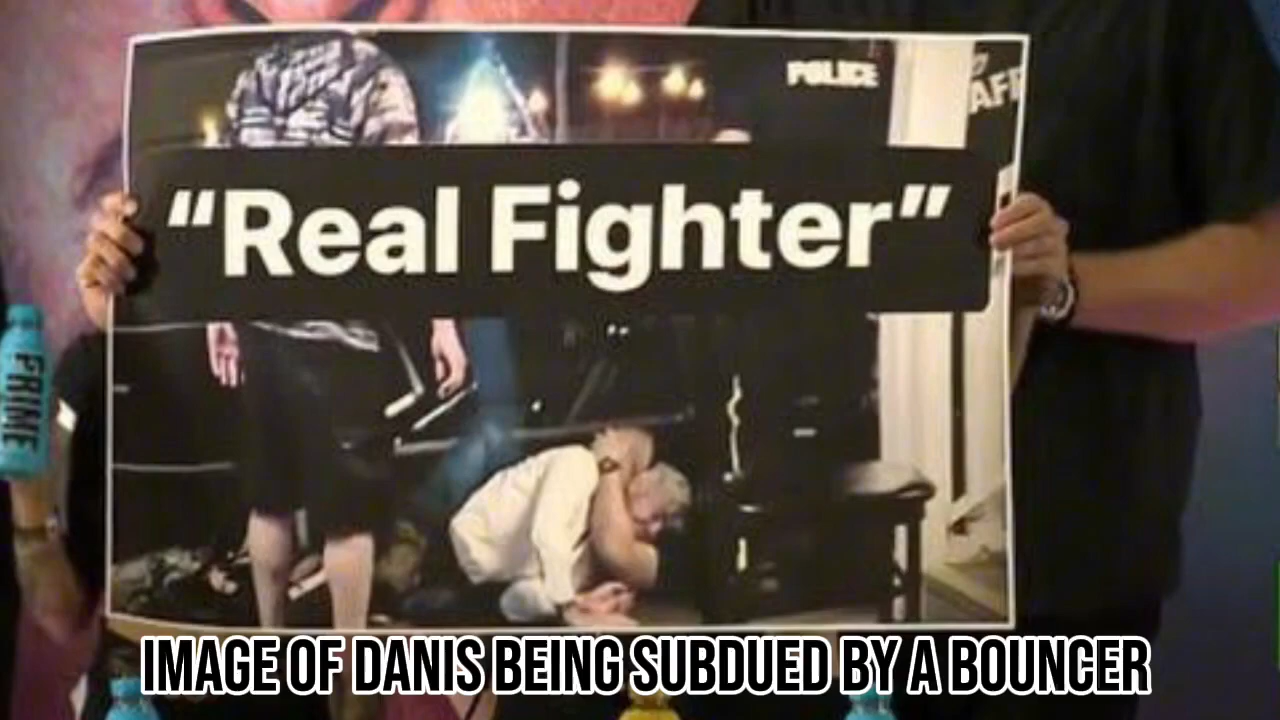 POLICE
"Real Fighter"
PRIME
IMAGE OF DANIS BEING SUBDUED BY A BOUNCER